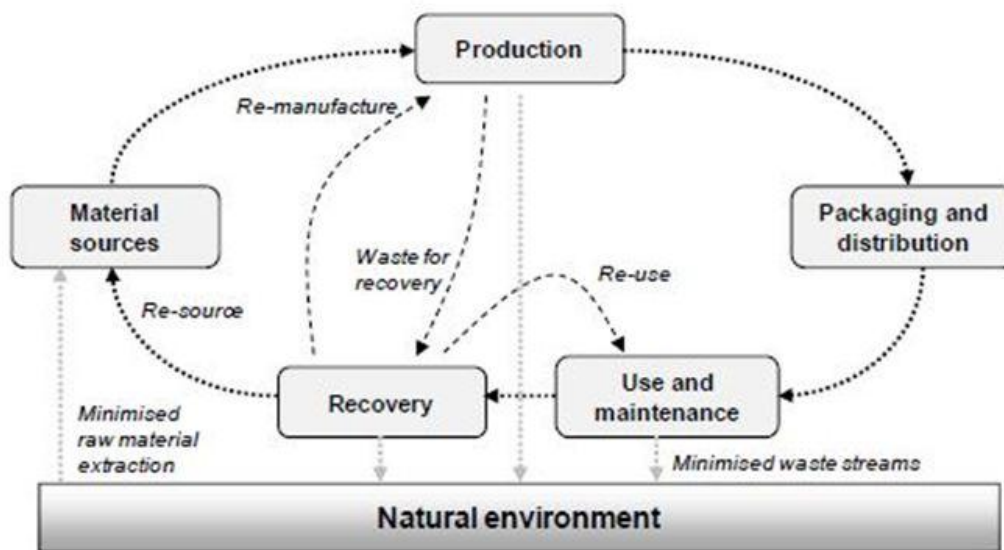 Production
Re-manufacture
Material
sources
Packaging and
distribution
Waste for
recovery
Re-use
Re-source
Recovery
Use and
maintenance
Minimised
raw material
extraction
Minimised waste streams
Natural environment